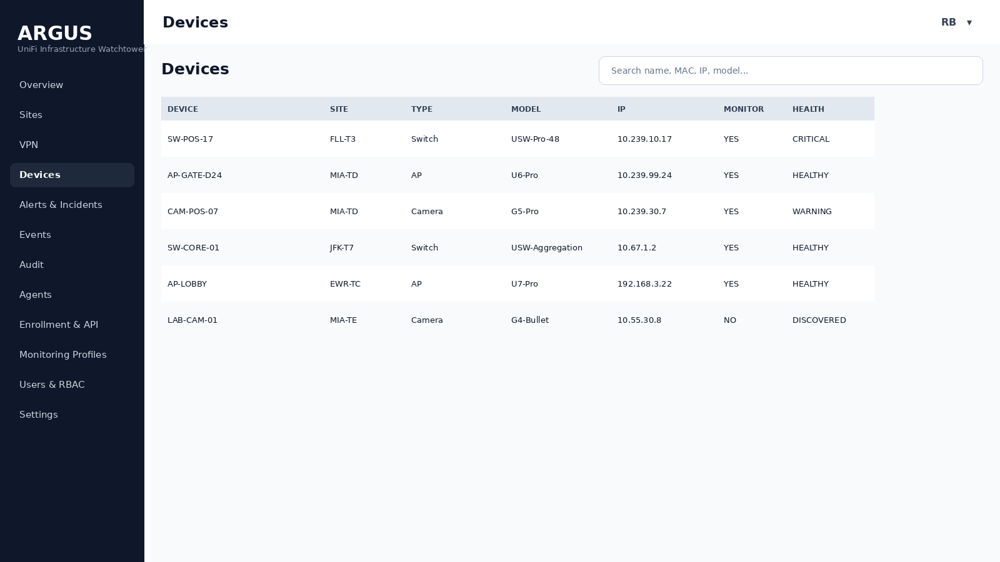 ARGUS
UniFi Infrastructure Watchtower
Overview
Sites
VPN
Devices
Alerts & Incidents
Events
Audit
Agents
Enrollment & API
Monitoring Profiles
Users & RBAC
Settings
Devices
RB ▼
Devices
Search name, MAC, IP, model...
DEVICE SITE TYPE MODEL IP MONITOR HEALTH
SW-POS-17 FLL-T3 Switch USW-Pro-48 10.239.10.17 YES CRITICAL
AP-GATE-D24 MIA-TD AP U6-Pro 10.239.99.24 YES HEALTHY
CAM-POS-07 MIA-TD Camera G5-Pro 10.239.30.7 YES WARNING
SW-CORE-01 JFK-T7 Switch USW-Aggregation 10.67.1.2 YES HEALTHY
AP-LOBBY EWR-TC AP U7-Pro 192.168.3.22 YES HEALTHY
LAB-CAM-01 MIA-TE Camera G4-Bullet 10.55.30.8 NO DISCOVERED